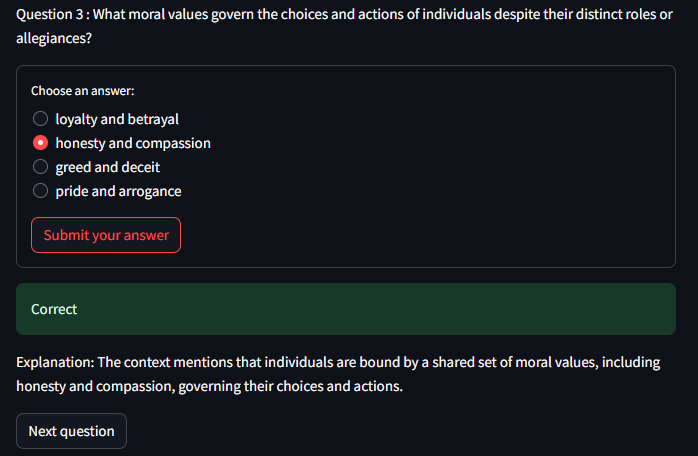 Question 3 : What moral values govern the choices and actions of individuals despite their distinct roles or
allegiances?
Choose an answer:
loyalty and betrayal
honesty and compassion
greed and deceit
pride and arrogance
Submit your answer
Correct
Explanation: The context mentions that individuals are bound by a shared set of moral values, including
honesty and compassion, governing their choices and actions.
Next question